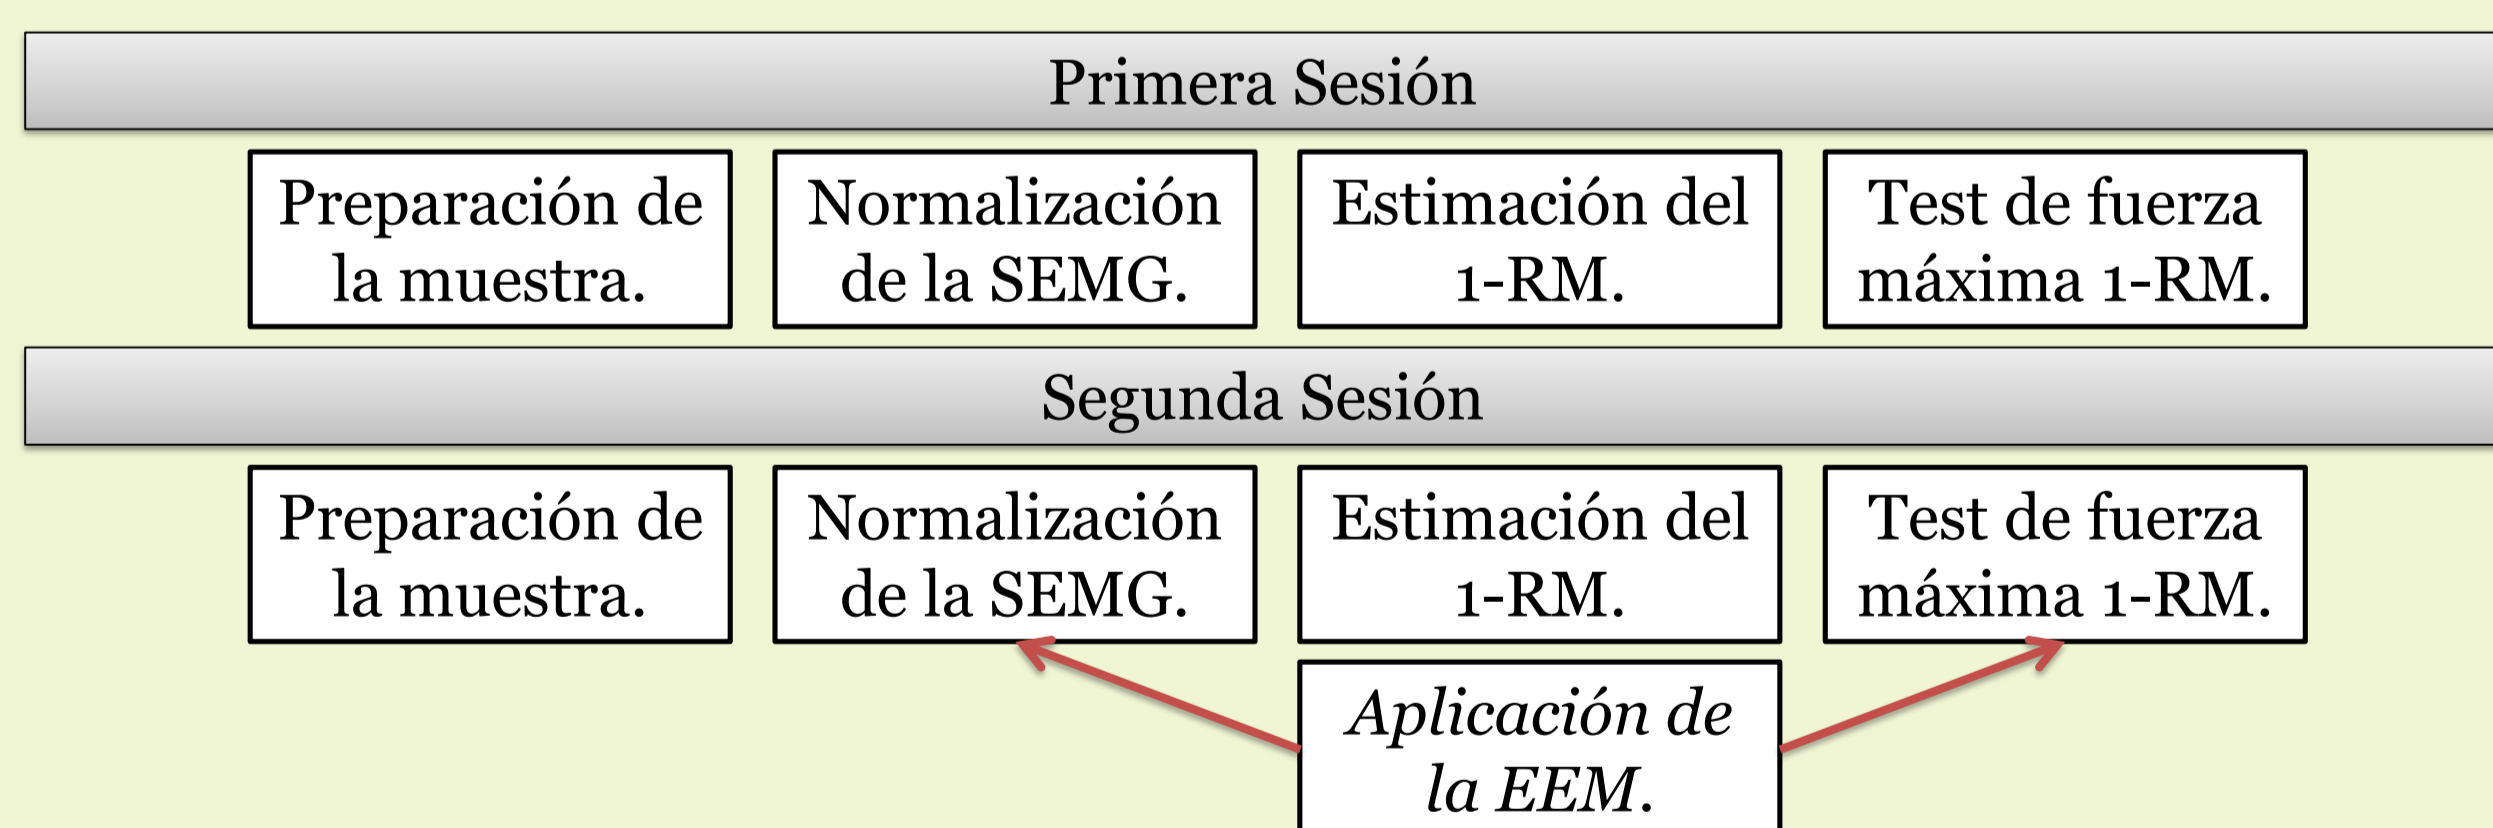 Primera Sesión
Preparación de
la muestra.
Normalización
de la SEMG.
Estimación del
1-RM.
Test de fuerza
máxima 1-RM.
Segunda Sesión
Preparación de
la muestra.
Normalización
de la SEMG.
Estimación del
1-RM.
Test de fuerza
máxima 1-RM.
Aplicación de
la EEM.